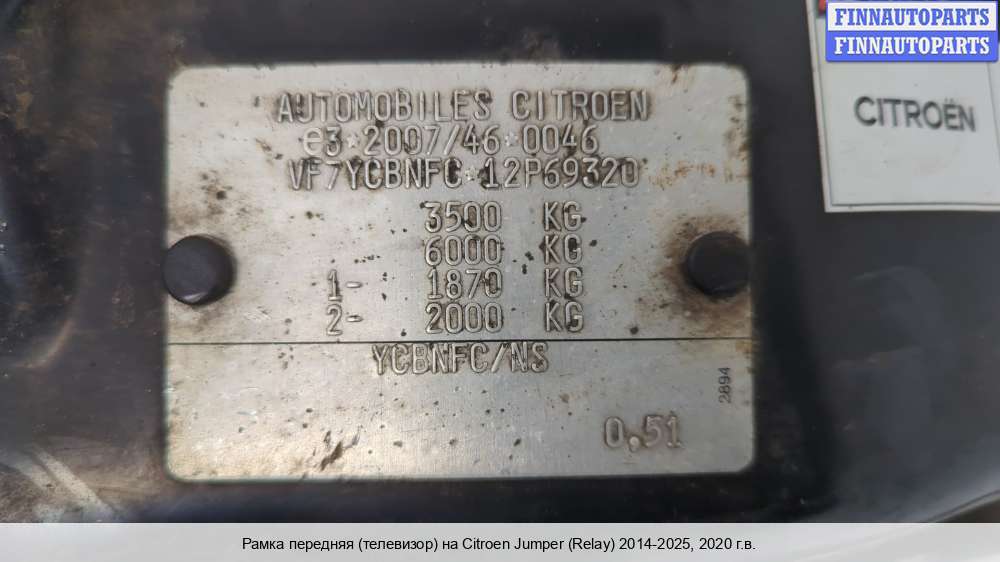 FINNAUTOPARTS
FINNAUTOPARTS
CITROËN
AUTOMOBILES CITROEN
e3*2007/46*0046
VF7YCBNFC*12P69320
3500 KG
6000 KG
1- 1870 KG
2- 2000 KG
YCBNFC/NS
2894
0.51
Рамка передняя (телевизор) на Citroen Jumper (Relay) 2014-2025, 2020 г.в.